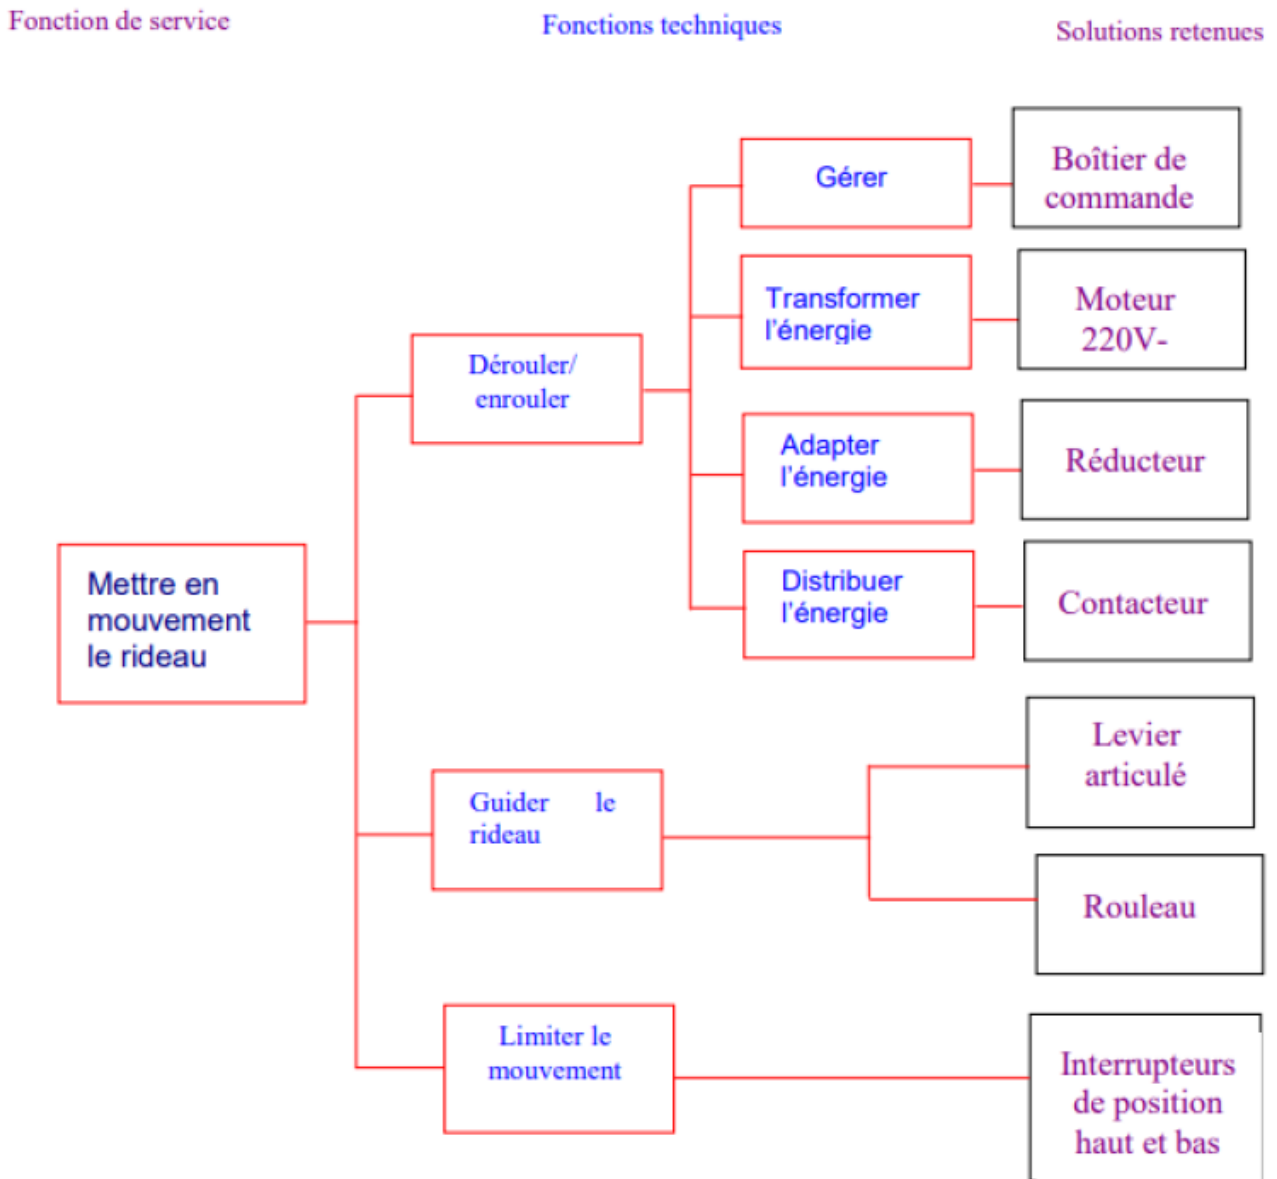 Fonction de service
Fonctions techniques
Solutions retenues
Gérer
Boîtier de
commande
Transformer
l'énergie
Moteur
220V-
Dérouler/
enrouler
Adapter
l'énergie
Réducteur
Distribuer
l'énergie
Contacteur
Mettre en
mouvement
le rideau
Levier
articulé
Guider le
rideau
Rouleau
Limiter le
mouvement
Interrupteurs
de position
haut et bas